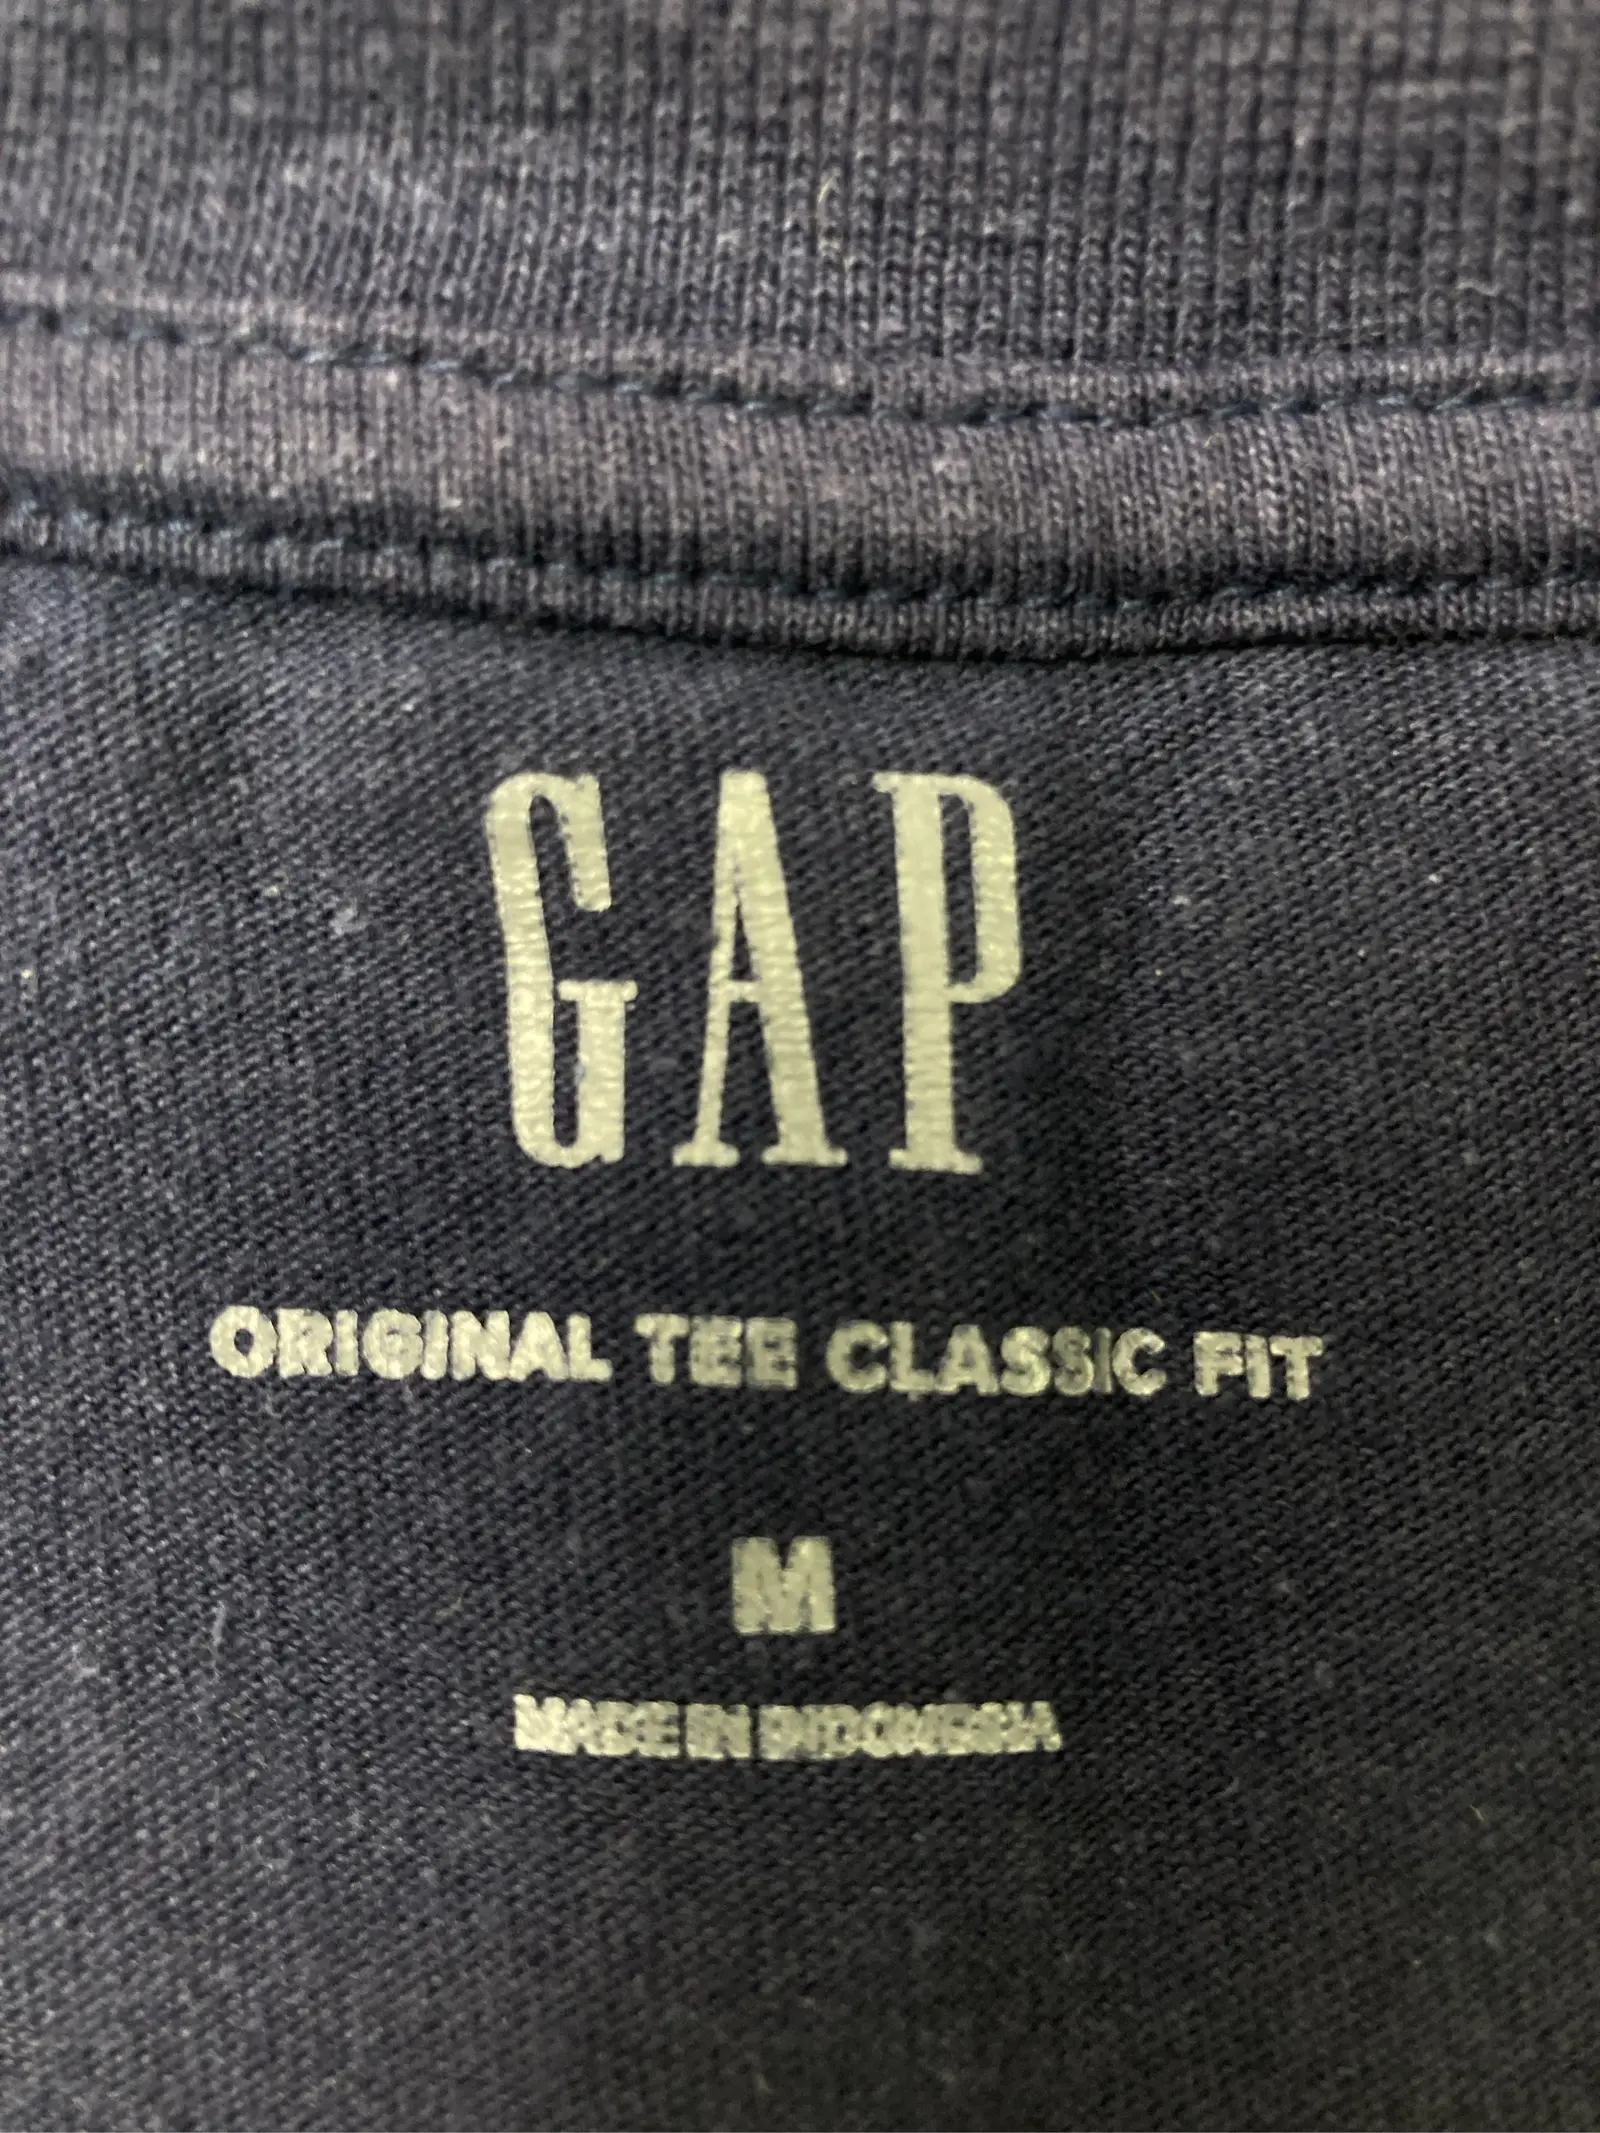 GAP
ORIGINAL TEE CLASSIC FIT
M
MADE IN INDONESIA